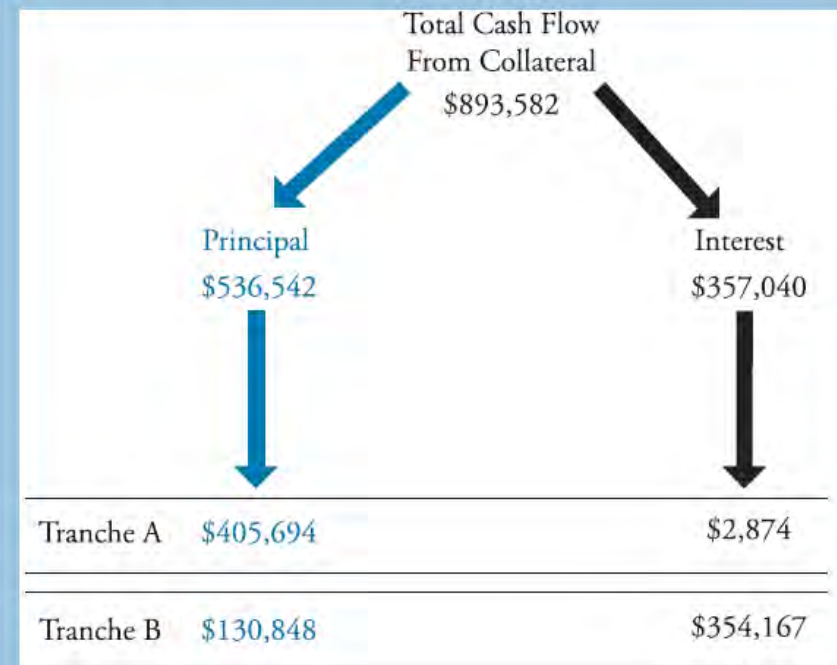 Total Cash Flow
From Collateral
$893,582
Principal Interest
$536,542 $357,040
Tranche A $405,694 $2,874
Tranche B $130,848 $354,167